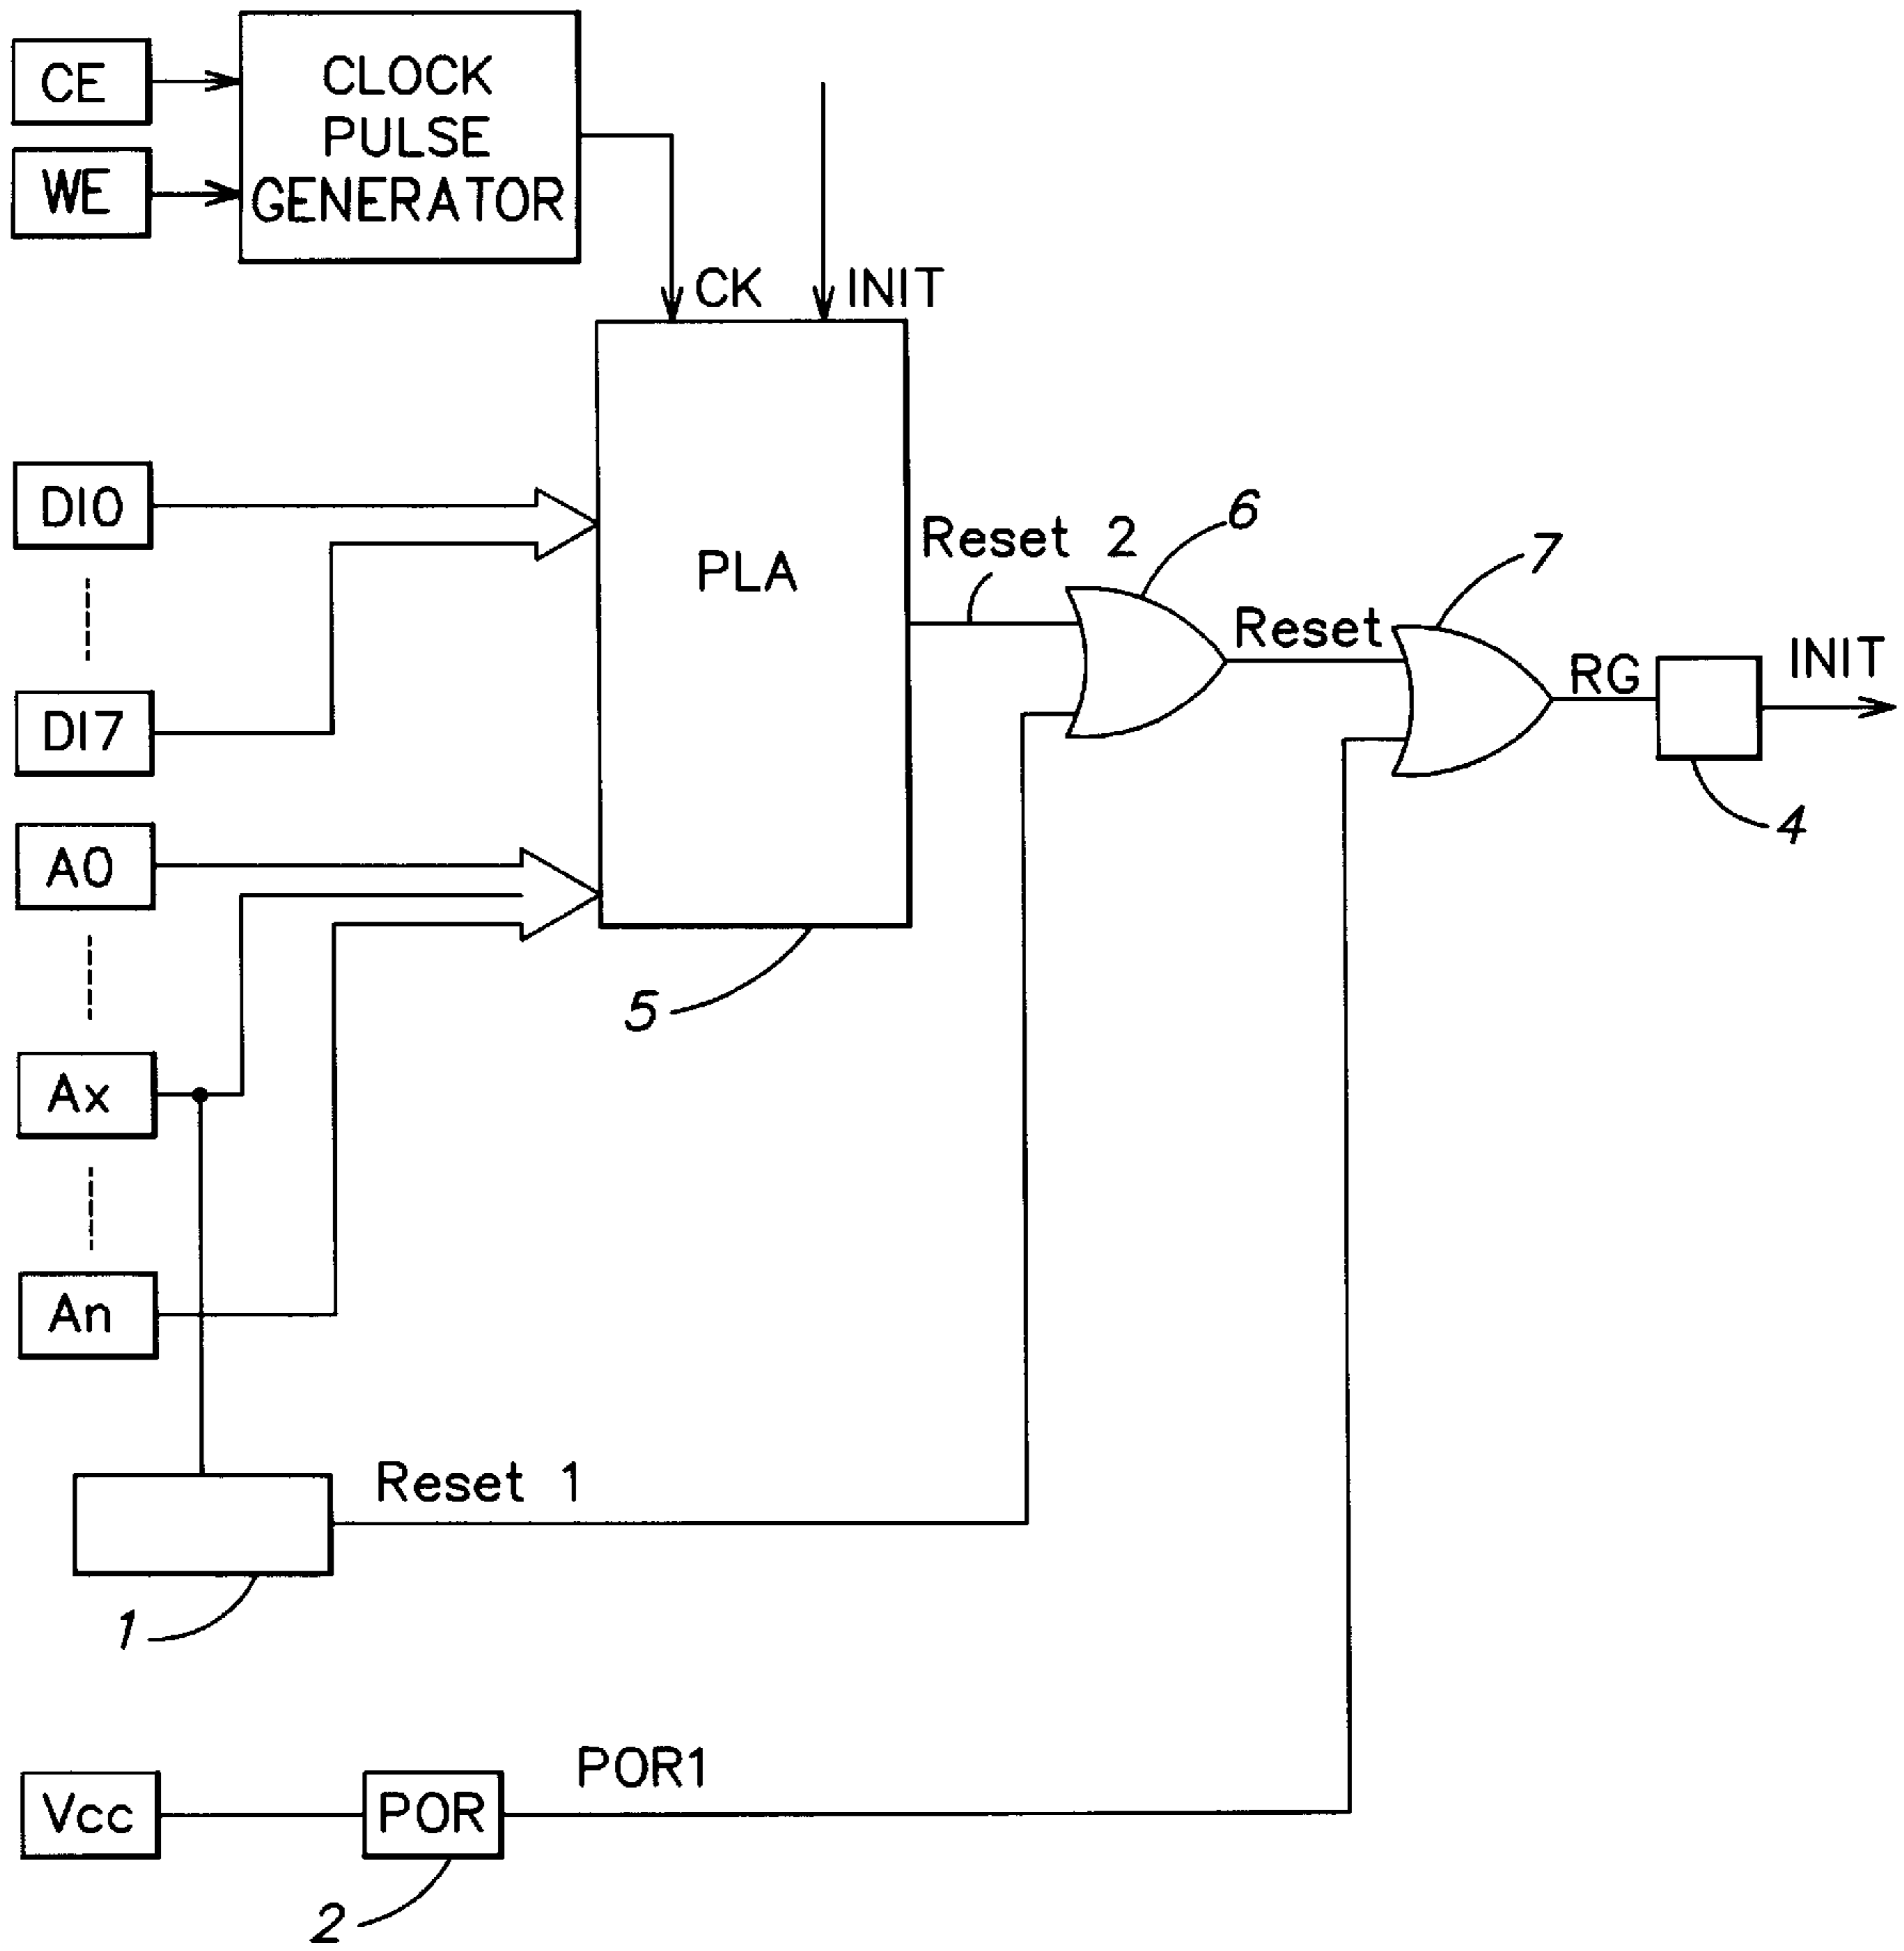 CE
CLOCK
PULSE
GENERATOR
WE
CK
INIT
DI0
PLA
Reset 2
6
7
Reset
RG
INIT
DI7
4
A0
5
Ax
An
Reset 1
1
Vcc
POR
POR1
2